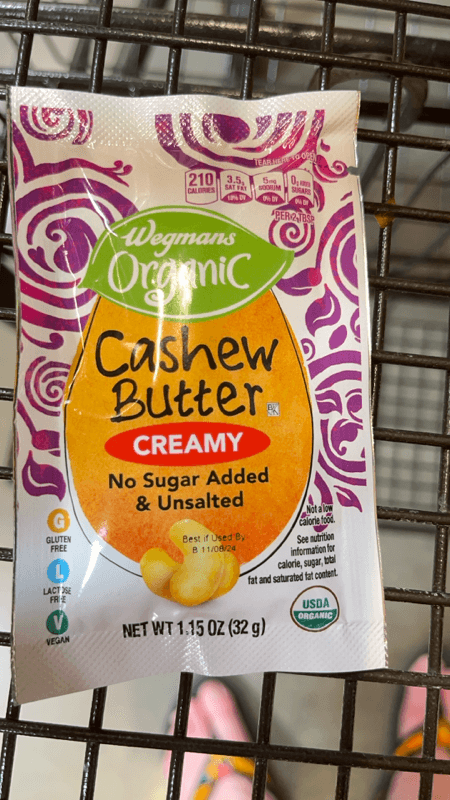 TEAR HERE TO OPEN
210 CALORIES
3.5g SAT FAT 18% DV
5mg SODIUM 0% DV
SUGARS 0% DV
PER 2 TBSP
Wegmans
Organic
Cashew
Butter
CREAMY
No Sugar Added
& Unsalted
Best if Used By:
B 11/08/24
Not a low
calorie food.
See nutrition
information for
calorie, sugar, total
fat and saturated fat content.
G
GLUTEN
FREE
L
LACTOSE
FREE
V
VEGAN
USDA
ORGANIC
NET WT 1.15 OZ (32 g)